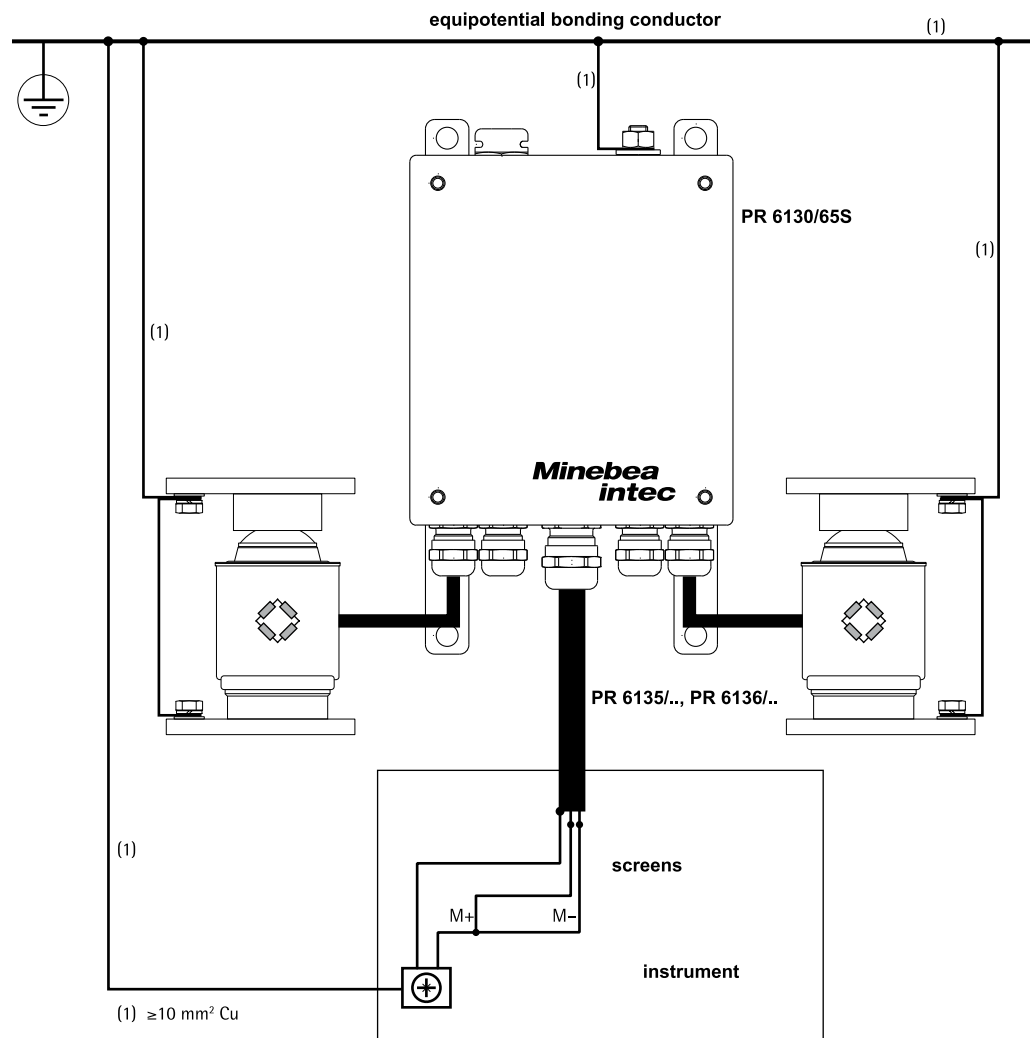 equipotential bonding conductor
(1)
(1)
PR 6130/65S
(1)
(1)
Minebea
intec
PR 6135/.., PR 6136/..
(1)
screens
M+
M−
instrument
(1) ≥10 mm² Cu